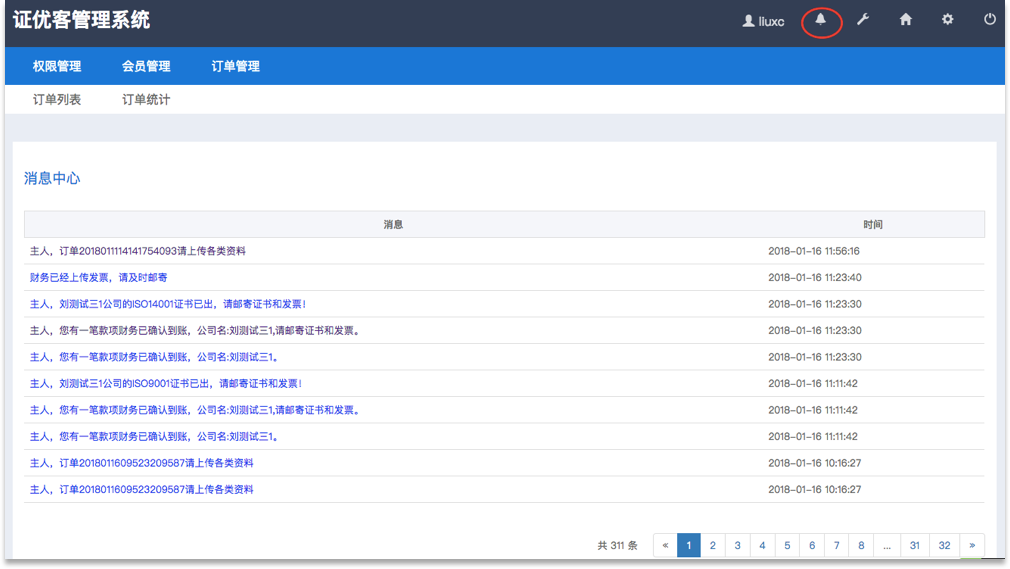 证优客管理系统
liuxc
权限管理 会员管理 订单管理
订单列表 订单统计
消息中心
消息 时间
主人，订单2018011114141754093请上传各类资料 2018-01-16 11:56:16
财务已经上传发票，请及时邮寄 2018-01-16 11:23:40
主人，刘测试三1公司的ISO14001证书已出，请邮寄证书和发票！ 2018-01-16 11:23:30
主人，您有一笔款项财务已确认到账，公司名:刘测试三1,请邮寄证书和发票。 2018-01-16 11:23:30
主人，您有一笔款项财务已确认到账，公司名:刘测试三1。 2018-01-16 11:23:30
主人，刘测试三1公司的ISO9001证书已出，请邮寄证书和发票！ 2018-01-16 11:11:42
主人，您有一笔款项财务已确认到账，公司名:刘测试三1,请邮寄证书和发票。 2018-01-16 11:11:42
主人，您有一笔款项财务已确认到账，公司名:刘测试三1。 2018-01-16 11:11:42
主人，订单2018011609523209587请上传各类资料 2018-01-16 10:16:27
主人，订单2018011609523209587请上传各类资料 2018-01-16 10:16:27
共 311 条 « 1 2 3 4 5 6 7 8 ... 31 32 »